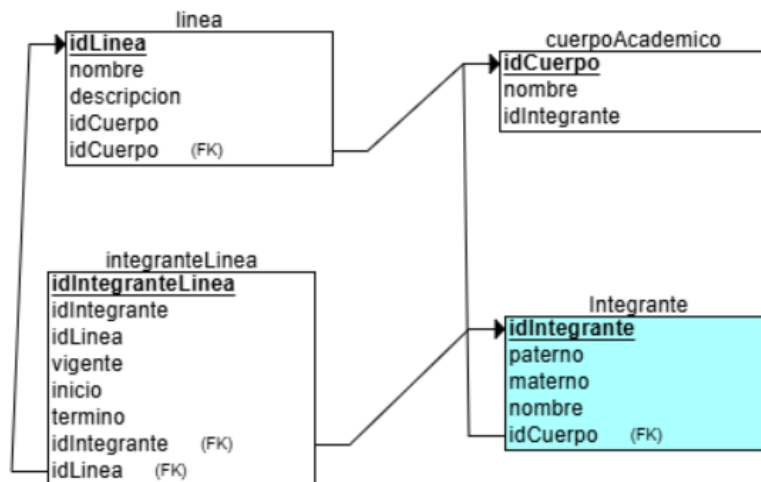 linea
idLinea
nombre
descripcion
idCuerpo
idCuerpo (FK)
cuerpoAcademico
idCuerpo
nombre
idIntegrante
integranteLinea
idIntegranteLinea
idIntegrante
idLinea
vigente
inicio
termino
idIntegrante (FK)
idLinea (FK)
Integrante
idIntegrante
paterno
materno
nombre
idCuerpo (FK)